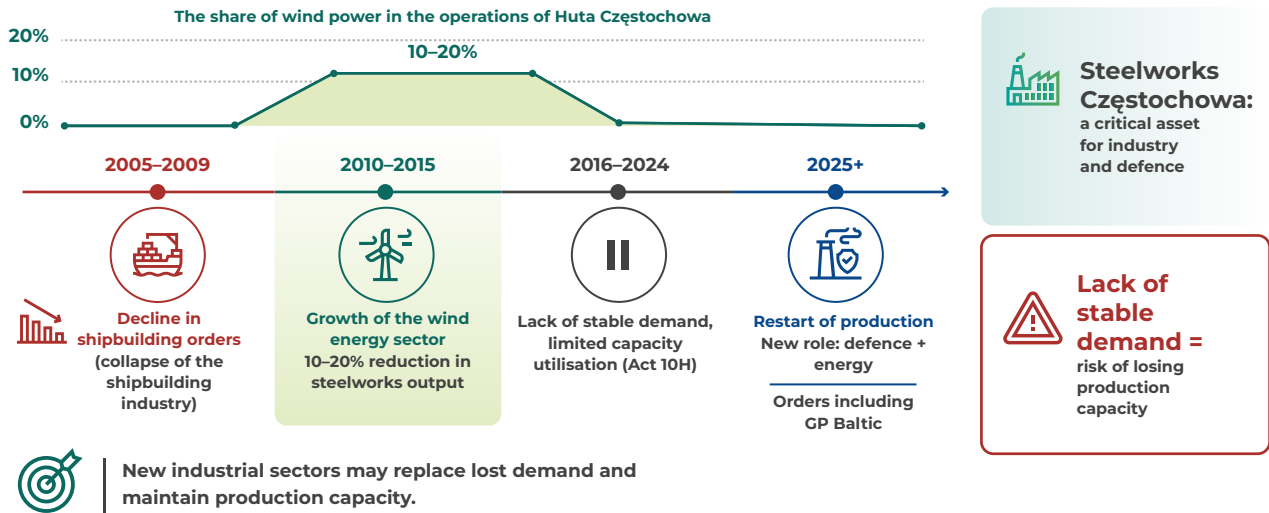 The share of wind power in the operations of Huta Częstochowa
20%
10–20%
10%
0%
2005–2009
Decline in
shipbuilding orders
(collapse of the
shipbuilding
industry)
2010–2015
Growth of the wind
energy sector
10–20% reduction in
steelworks output
2016–2024
Lack of stable demand,
limited capacity
utilisation (Act 10H)
2025+
Restart of production
New role: defence +
energy
Orders including
GP Baltic
Steelworks
Częstochowa:
a critical asset
for industry
and defence
Lack of
stable
demand =
risk of losing
production
capacity
New industrial sectors may replace lost demand and
maintain production capacity.